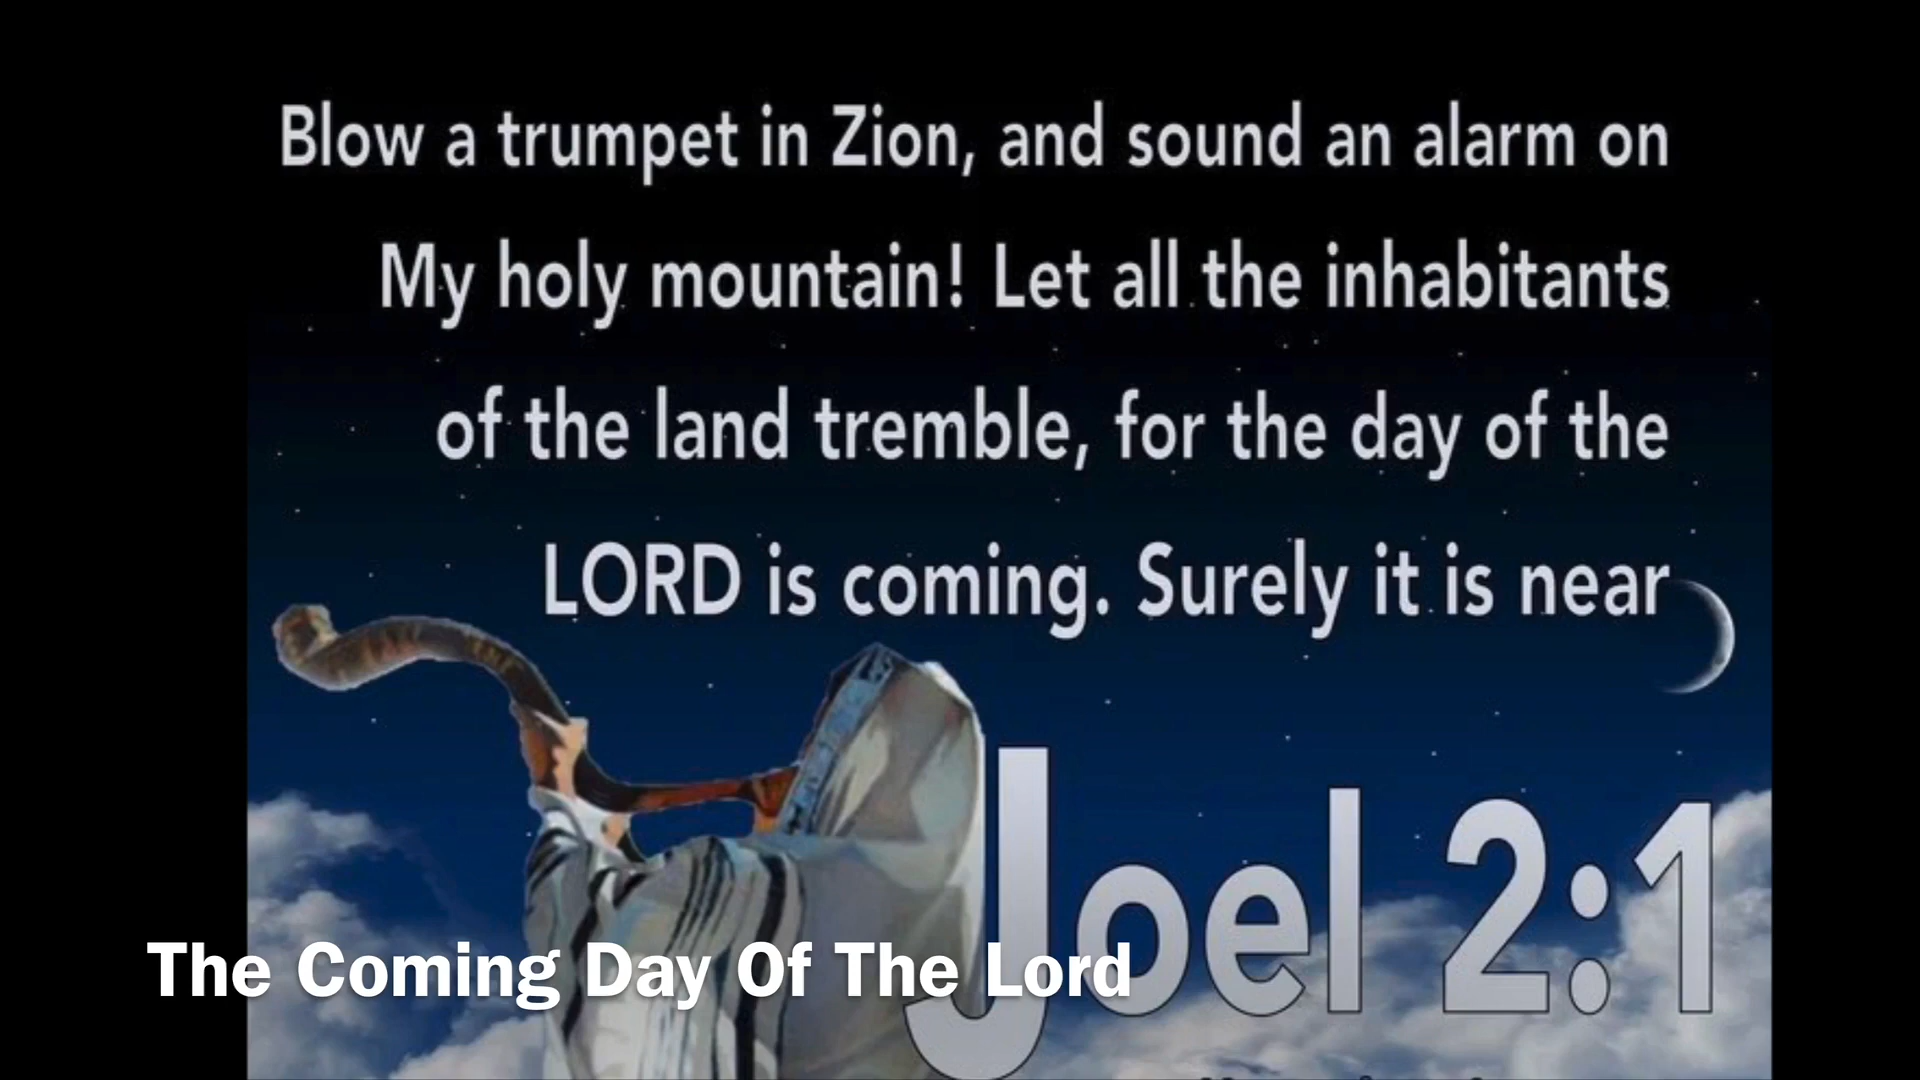 Blow a trumpet in Zion, and sound an alarm on
My holy mountain! Let all the inhabitants
of the land tremble, for the day of the
LORD is coming. Surely it is near
Joel 2:1
The Coming Day Of The Lord